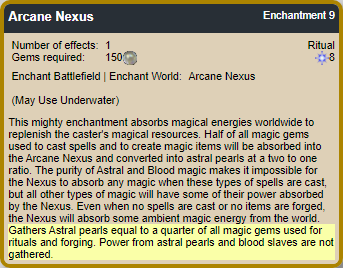 Arcane Nexus Enchantment 9
Number of effects: 1 Ritual
Gems required: 150 8
Enchant Battlefield | Enchant World: Arcane Nexus
(May Use Underwater)
This mighty enchantment absorbs magical energies worldwide to
replenish the caster's magical resources. Half of all magic gems
used to cast spells and to create magic items will be absorbed into
the Arcane Nexus and converted into astral pearls at a two to one
ratio. The purity of Astral and Blood magic makes it impossible for
the Nexus to absorb any magic when these types of spells are cast,
but all other types of magic will have some of their power absorbed
by the Nexus. Even when no spells are cast or no items are forged,
the Nexus will absorb some ambient magic energy from the world.
Gathers Astral pearls equal to a quarter of all magic gems used for
rituals and forging. Power from astral pearls and blood slaves are not
gathered.